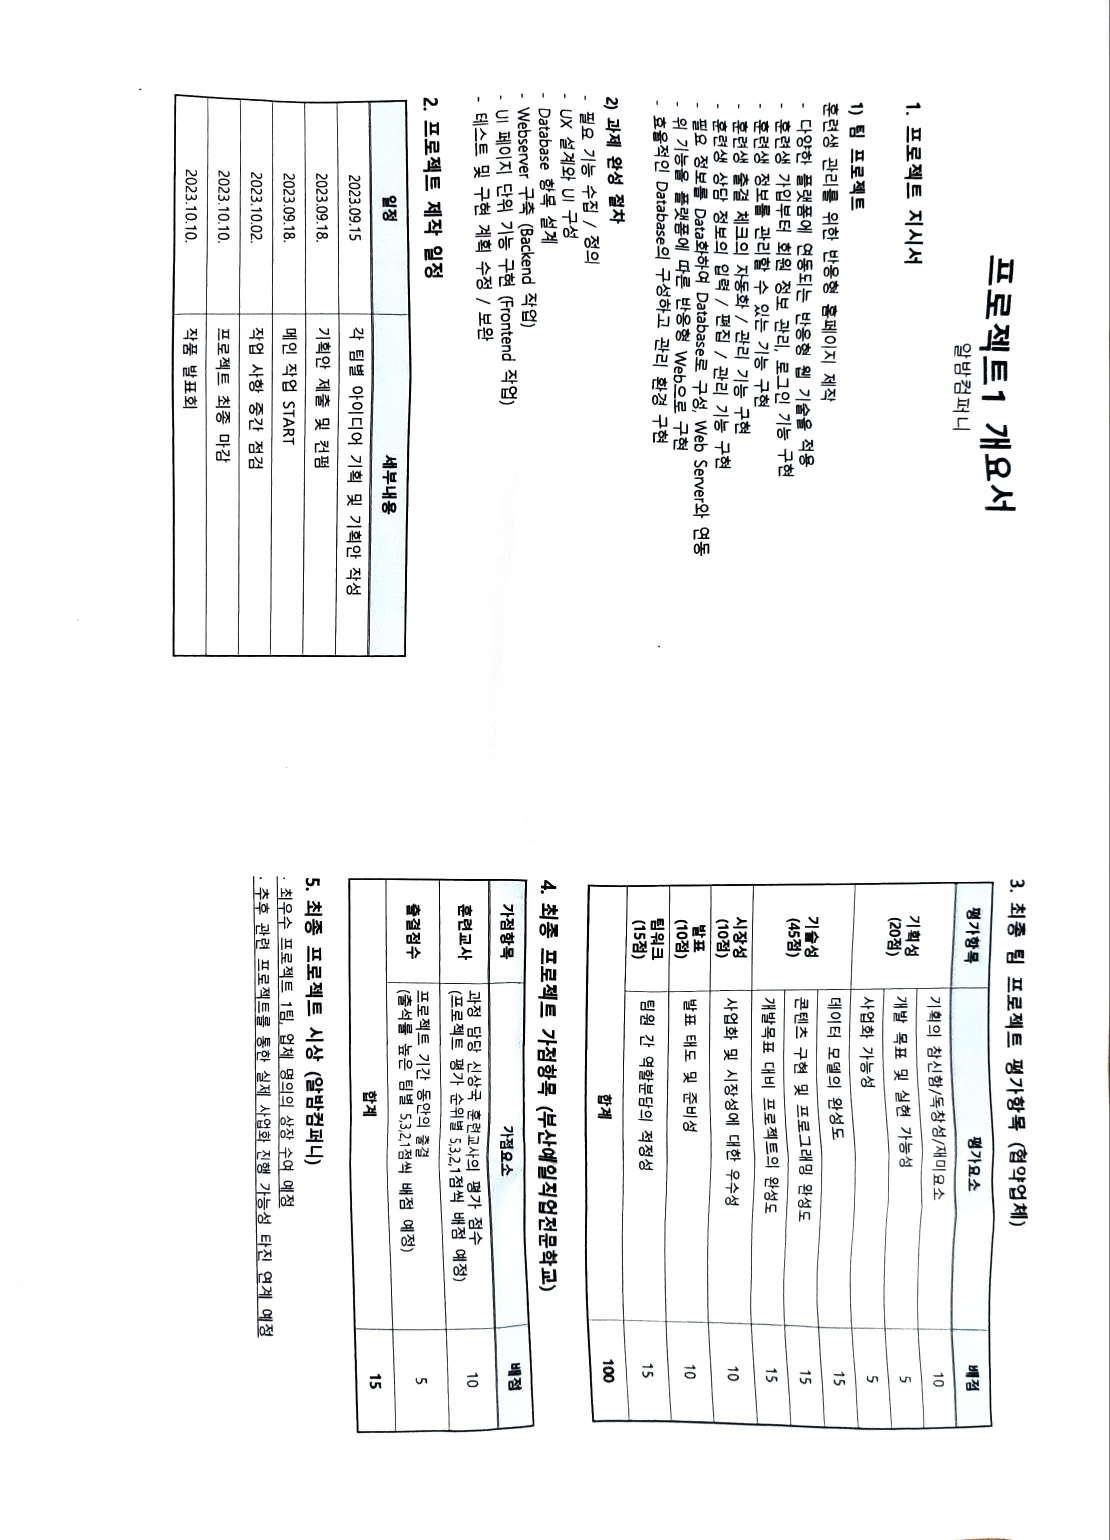 프로젝트1 개요서
알밤컴퍼니
1. 프로젝트 지시서
1) 팀 프로젝트
훈련생 관리를 위한 반응형 홈페이지 제작
- 다양한 플랫폼에 연동되는 반응형 웹 기술을 적용
- 훈련생 가입부터 회원 정보 관리, 로그인 기능 구현
- 훈련생 정보를 관리할 수 있는 기능 구현
- 훈련생 출결 체크의 자동화 / 관리 기능 구현
- 훈련생 상담 정보의 입력 / 편집 / 관리 기능 구현
- 필요 정보를 Data화하여 Database로 구성, Web Server와 연동
- 위 기능을 플랫폼에 따른 반응형 Web으로 구현
- 효율적인 Database의 구성하고 관리 환경 구현
2) 과제 완성 절차
- 필요 기능 수집 / 정의
- UX 설계와 UI 구성
- Database 항목 설계
- Webserver 구축 (Backend 작업)
- UI 페이지 단위 기능 구현 (Frontend 작업)
- 테스트 및 구현 계획 수정 / 보완
2. 프로젝트 제작 일정
일정 세부내용
2023.09.15 각 팀별 아이디어 기획 및 기획안 작성
2023.09.18. 기획안 제출 및 컨펌
2023.09.18. 메인 작업 START
2023.10.02. 작업 사항 중간 점검
2023.10.10. 프로젝트 최종 마감
2023.10.10. 작품 발표회
3. 최종 팀 프로젝트 평가항목 (협약업체)
평가항목 평가요소 배점
기획성
(20점)
기획의 참신함/독창성/재미요소 10
개발 목표 및 실현 가능성 5
사업화 가능성 5
기술성
(45점)
데이터 모델의 완성도 15
콘텐츠 구현 및 프로그래밍 완성도 15
개발목표 대비 프로젝트의 완성도 15
시장성
(10점)
사업화 및 시장성에 대한 우수성 10
발표
(10점)
발표 태도 및 준비성 10
팀워크
(15점)
팀원 간 역할분담의 적정성 15
합계 100
4. 최종 프로젝트 가점항목 (부산예일직업전문학교)
가점항목 가점요소 배점
훈련교사
과정 담당 신상국 훈련교사의 평가 점수
(프로젝트 평가 순위별 5,3,2,1점씩 배점 예정)
10
출결점수
프로젝트 기간 동안의 출결
(출석률 높은 팀별 5,3,2,1점씩 배점 예정)
5
합계 15
5. 최종 프로젝트 시상 (알밤컴퍼니)
· 최우수 프로젝트 1팀, 업체 명의의 상장 수여 예정
· 추후 관련 프로젝트를 통한 실제 사업화 진행 가능성 타진 연계 예정